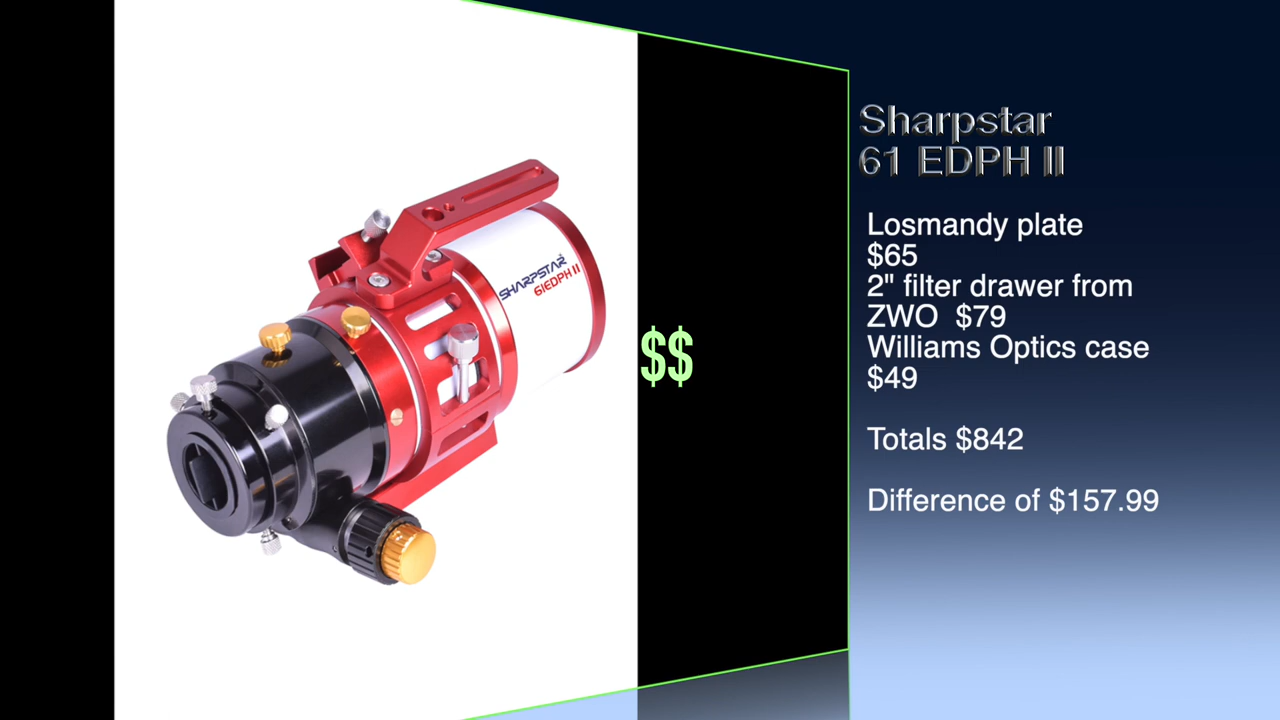 Sharpstar
61 EDPH II
Losmandy plate
$65
2" filter drawer from
ZWO  $79
Williams Optics case
$49
Totals $842
Difference of $157.99
$$
SHARPSTAR
61EDPH II